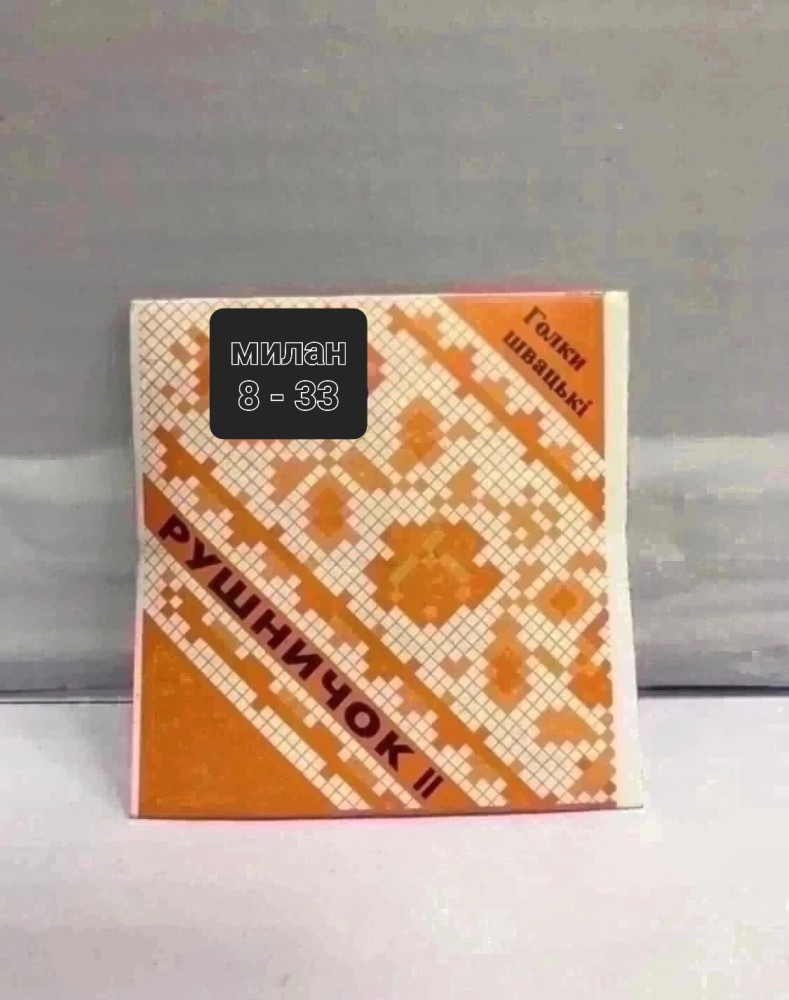 милан
8 - 33
Голки
швацькі
РУШНИЧОК II